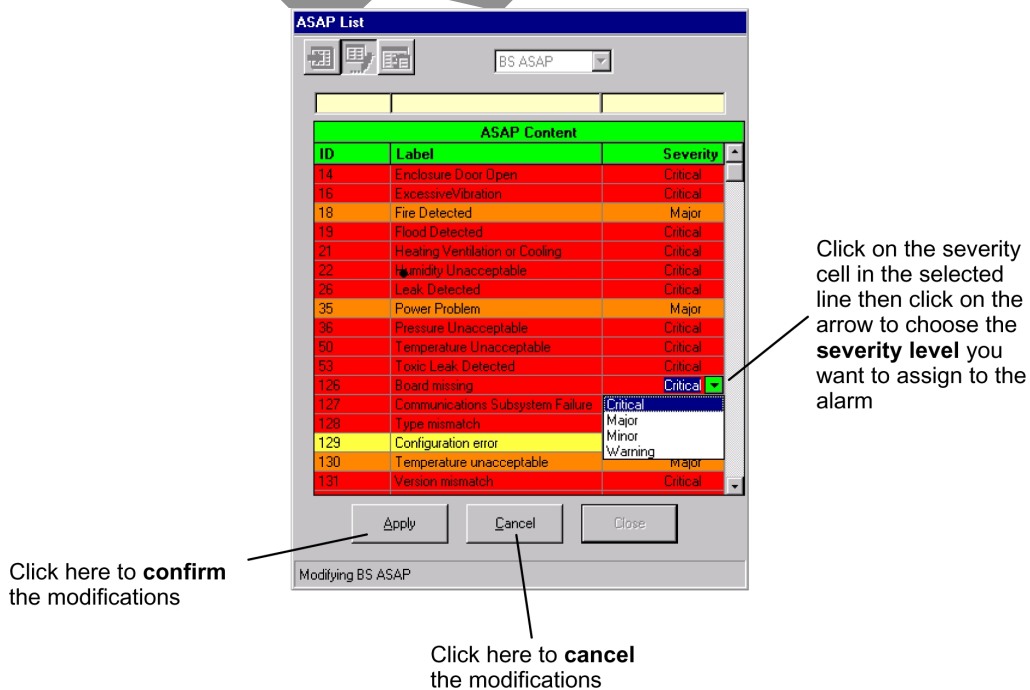 ASAP List
BS ASAP
ASAP Content
ID Label Severity
14 Enclosure Door Open Critical
16 ExcessiveVibration Critical
18 Fire Detected Major
19 Flood Detected Critical
21 Heating Ventilation or Cooling Critical
22 Humidity Unacceptable Critical
26 Leak Detected Critical
35 Power Problem Major
36 Pressure Unacceptable Critical
50 Temperature Unacceptable Critical
53 Toxic Leak Detected Critical
126 Board missing Critical
127 Communications Subsystem Failure Critical
128 Type mismatch Major
Minor
129 Configuration error Warning
130 Temperature unacceptable Major
131 Version mismatch Critical
Apply Cancel Close
Modifying BS ASAP
Click on the severity
cell in the selected
line then click on the
arrow to choose the
severity level you
want to assign to the
alarm
Click here to confirm
the modifications
Click here to cancel
the modifications